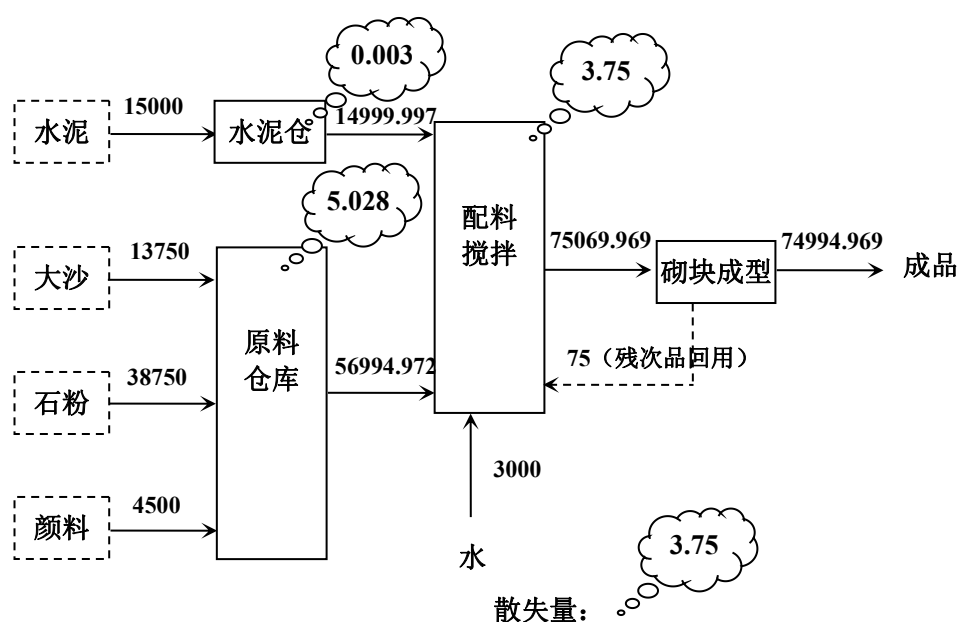 0.003
3.75
15000
14999.997
水泥
水泥仓
5.028
配料
搅拌
13750
75069.969
74994.969
大沙
砌块成型
成品
原料
仓库
56994.972
75（残次品回用）
38750
石粉
3000
4500
颜料
水
3.75
散失量：